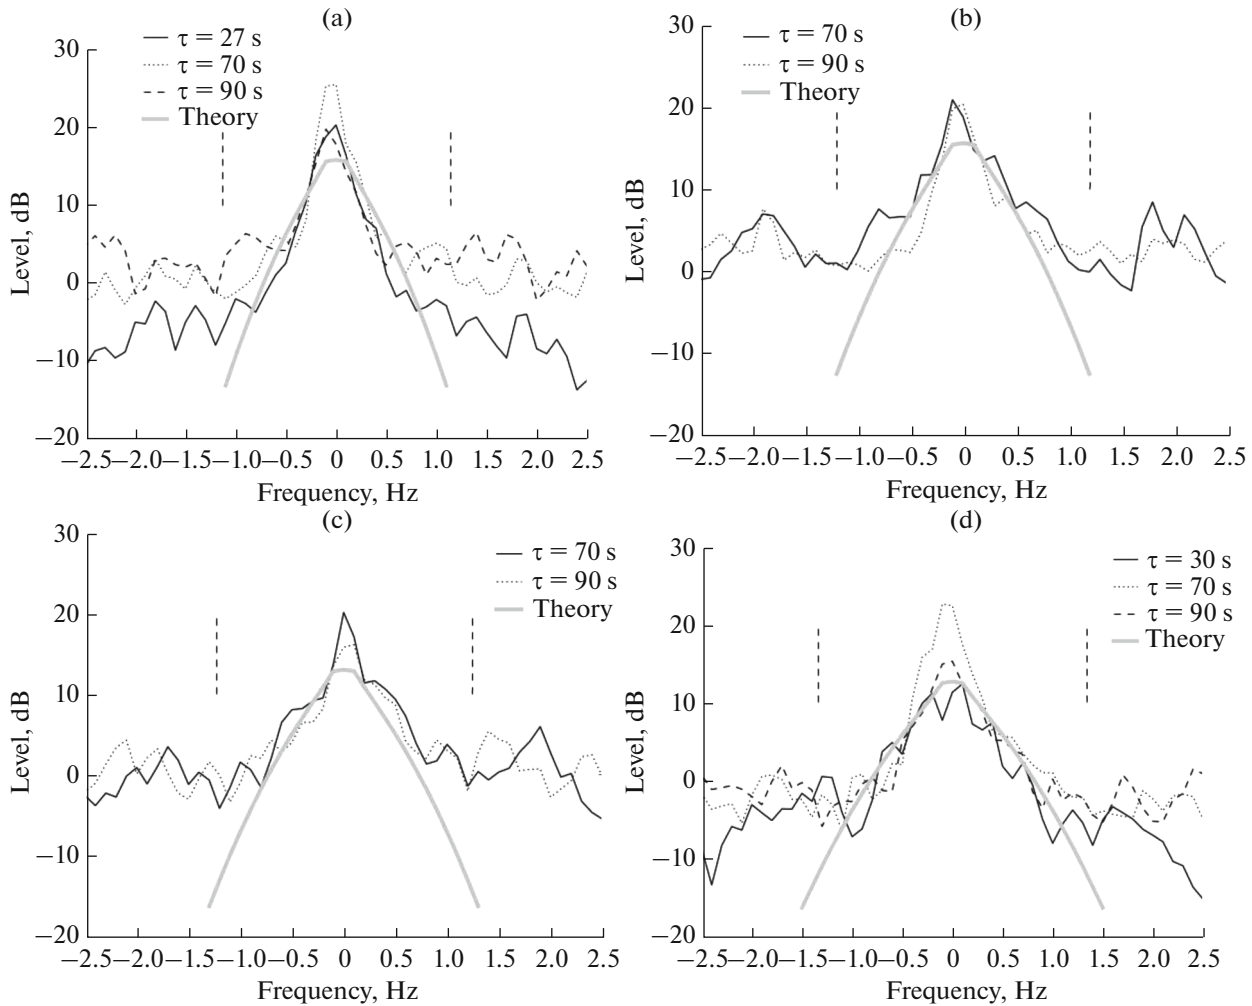 (a)
τ = 27 s
τ = 70 s
τ = 90 s
Theory
30
20
10
0
−10
−20
Level, dB
−2.5 −2.0 −1.5 −1.0 −0.5 0 0.5 1.0 1.5 2.0 2.5
Frequency, Hz
(b)
τ = 70 s
τ = 90 s
Theory
30
20
10
0
−10
−20
Level, dB
−2.5 −2.0 −1.5 −1.0 −0.5 0 0.5 1.0 1.5 2.0 2.5
Frequency, Hz
(c)
τ = 70 s
τ = 90 s
Theory
30
20
10
0
−10
−20
Level, dB
−2.5 −2.0 −1.5 −1.0 −0.5 0 0.5 1.0 1.5 2.0 2.5
Frequency, Hz
(d)
τ = 30 s
τ = 70 s
τ = 90 s
Theory
30
20
10
0
−10
−20
Level, dB
−2.5 −2.0 −1.5 −1.0 −0.5 0 0.5 1.0 1.5 2.0 2.5
Frequency, Hz